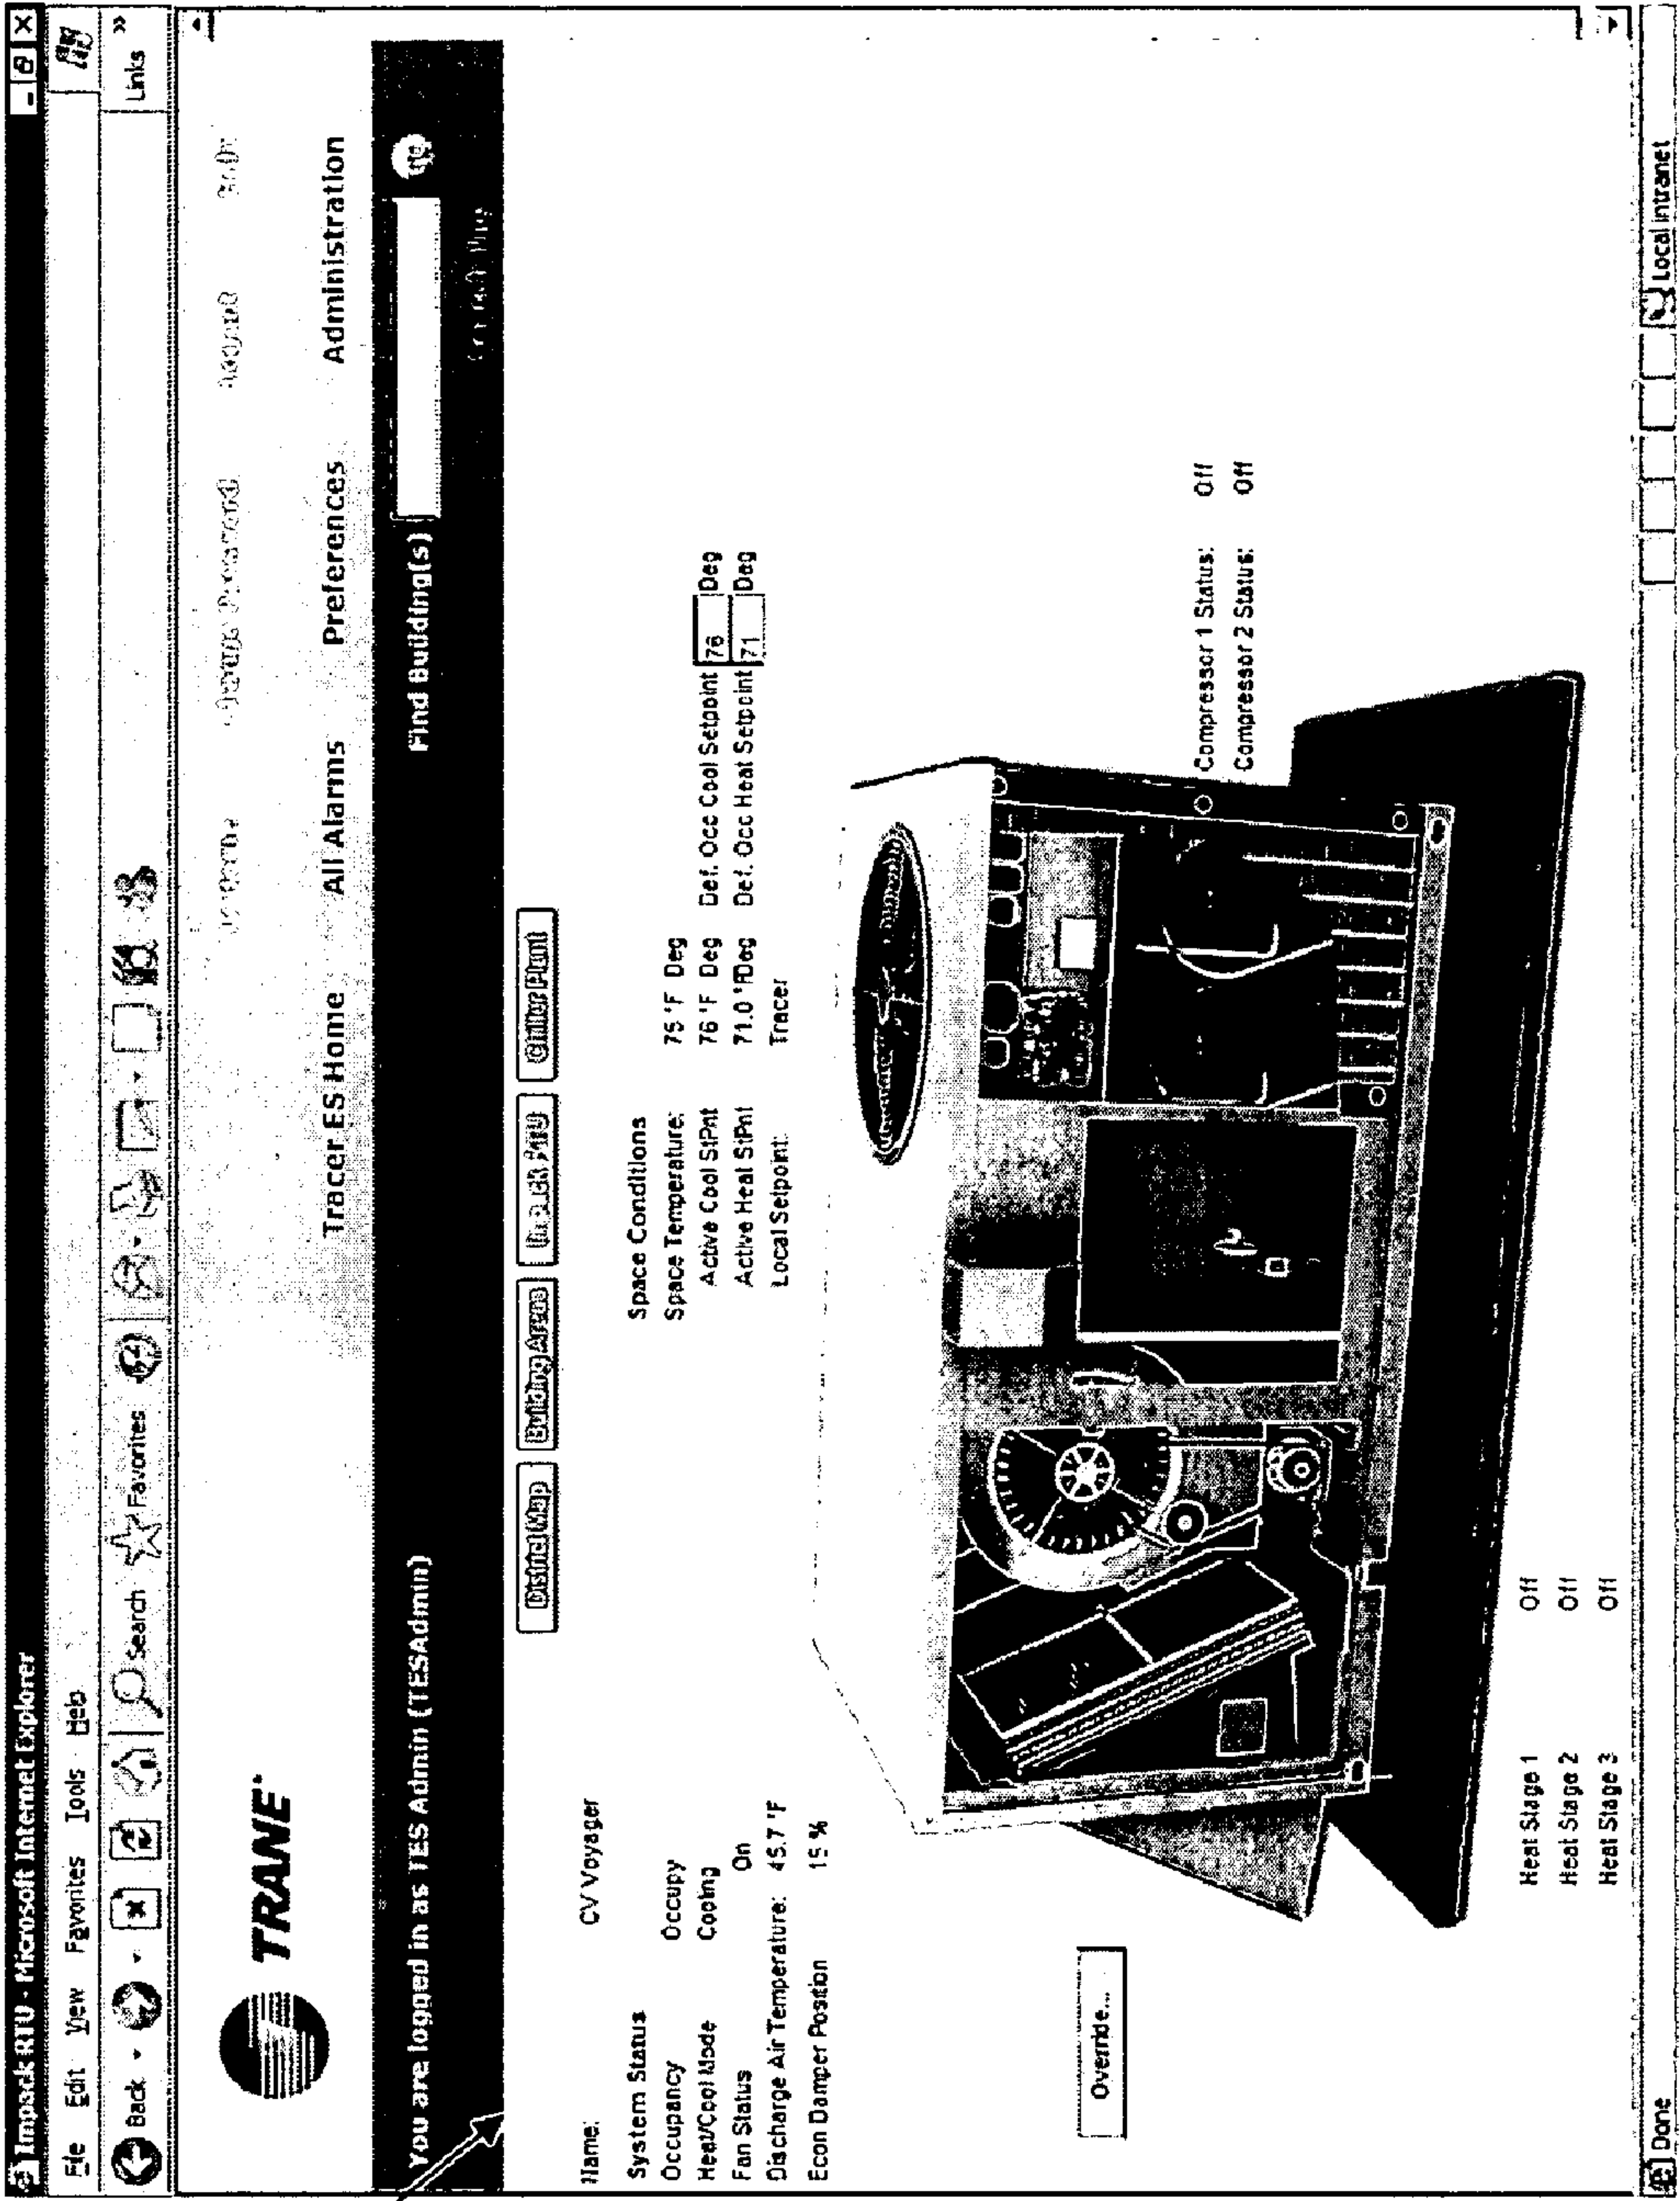 Impack RTU - Microsoft Internet Explorer
File Edit View Favorites Tools Help
Back Search Favorites Links
TRANE
Tracer ES Home All Alarms Preferences Administration
You are logged in as TES Admin (TESAdmin) Find Building(s)
District Map Building Areas Chiller Plant
Name: CV Voyager
System Status Space Conditions
Occupancy Occupy Space Temperature: 75 °F Deg
Heat/Cool Mode Cooling Active Cool StPnt 76 °F Deg Def. Occ Cool Setpoint 76 Deg
Fan Status On Active Heat StPnt 71.0 °FDeg Def. Occ Heat Setpoint 71 Deg
Discharge Air Temperature: 45.7 °F Local Setpoint: Tracer
Econ Damper Position 15 %
Override...
Compressor 1 Status: Off
Compressor 2 Status: Off
Heat Stage 1 Off
Heat Stage 2 Off
Heat Stage 3 Off
Done Local intranet